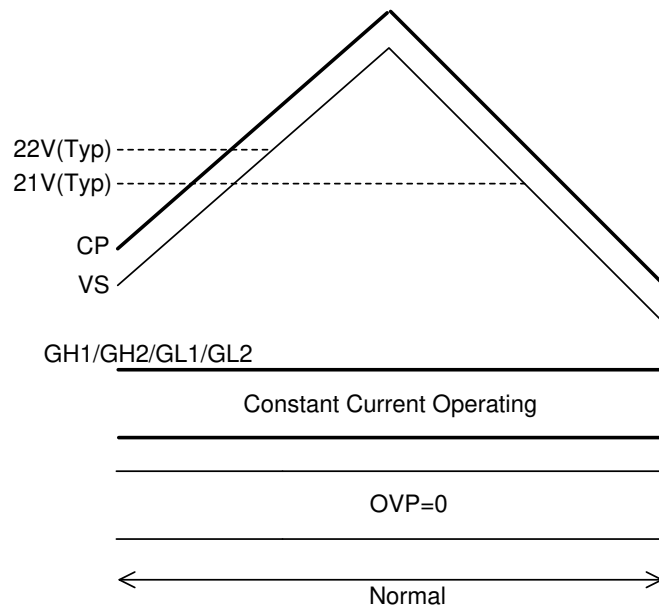 22V(Typ)
21V(Typ)
CP
VS
GH1/GH2/GL1/GL2
Constant Current Operating
OVP=0
Normal